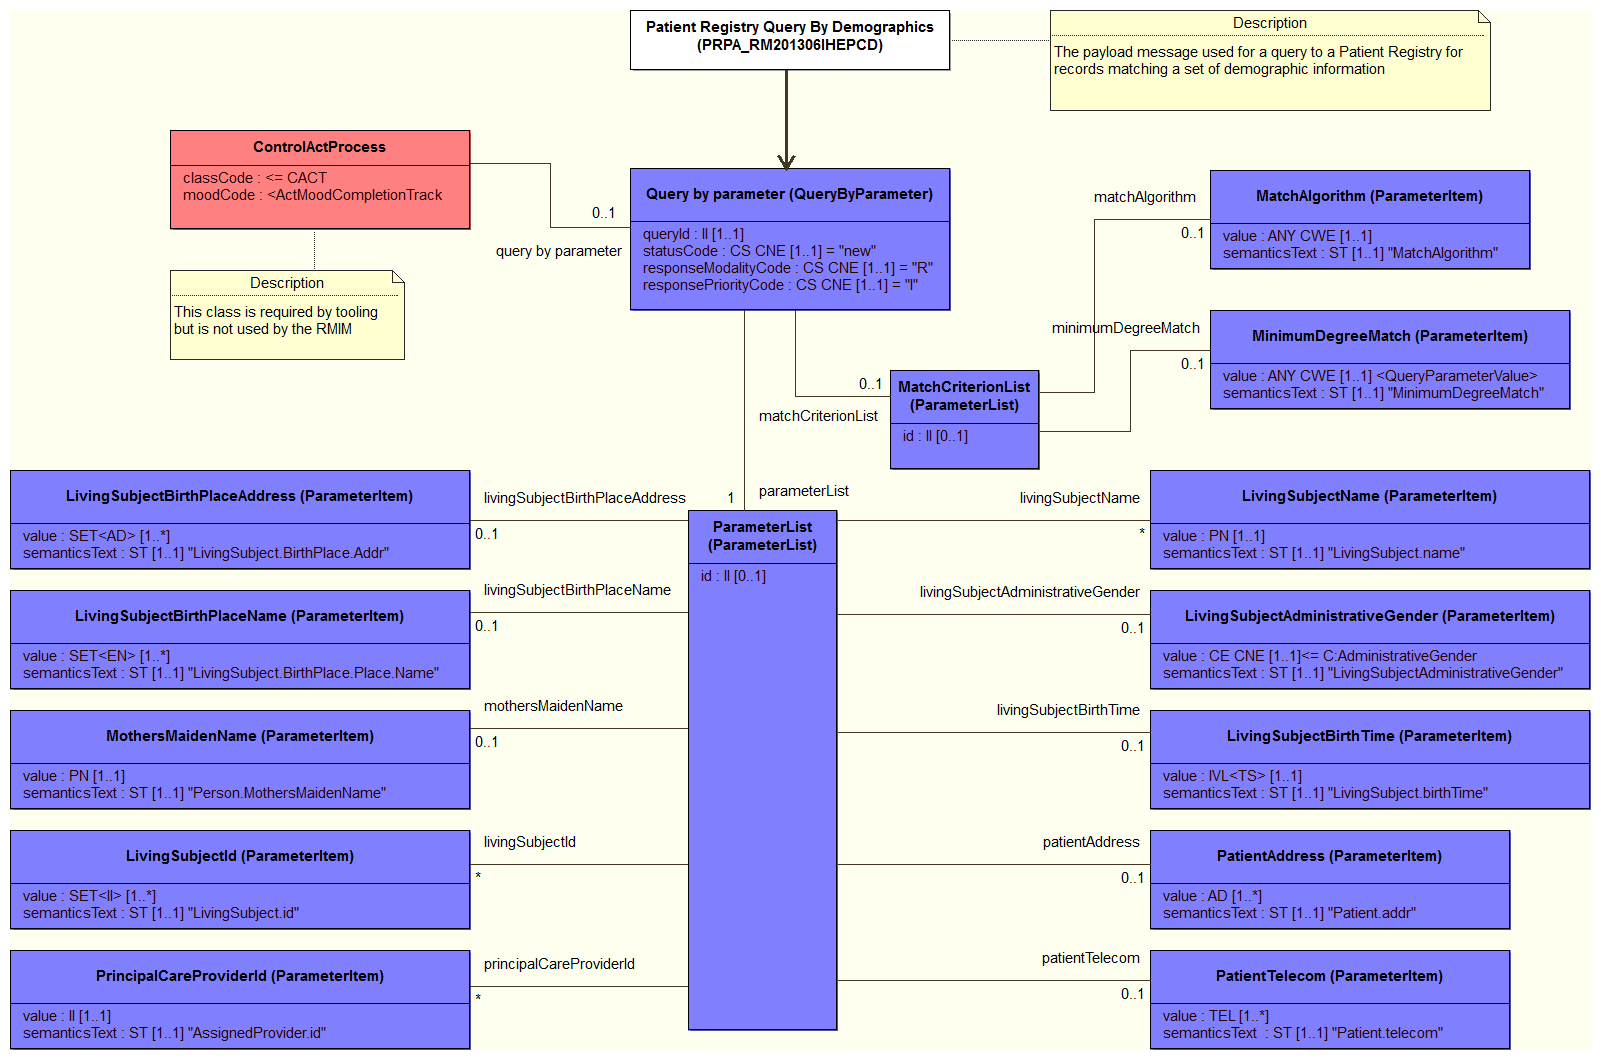 Patient Registry Query By Demographics
(PRPA_RM201306IHEPCD)
Description
The payload message used for a query to a Patient Registry for
records matching a set of demographic information
ControlActProcess
classCode : <= CACT
moodCode : <ActMoodCompletionTrack
Description
This class is required by tooling
but is not used by the RMIM
0..1
query by parameter
Query by parameter (QueryByParameter)
queryId : II [1..1]
statusCode : CS CNE [1..1] = "new"
responseModalityCode : CS CNE [1..1] = "R"
responsePriorityCode : CS CNE [1..1] = "I"
matchAlgorithm
0..1
MatchAlgorithm (ParameterItem)
value : ANY CWE [1..1]
semanticsText : ST [1..1] "MatchAlgorithm"
minimumDegreeMatch
0..1
MinimumDegreeMatch (ParameterItem)
value : ANY CWE [1..1] <QueryParameterValue>
semanticsText : ST [1..1] "MinimumDegreeMatch"
0..1
matchCriterionList
MatchCriterionList
(ParameterList)
id : II [0..1]
1
parameterList
ParameterList
(ParameterList)
id : II [0..1]
LivingSubjectBirthPlaceAddress (ParameterItem)
value : SET<AD> [1..*]
semanticsText : ST [1..1] "LivingSubject.BirthPlace.Addr"
livingSubjectBirthPlaceAddress
0..1
LivingSubjectBirthPlaceName (ParameterItem)
value : SET<EN> [1..*]
semanticsText : ST [1..1] "LivingSubject.BirthPlace.Place.Name"
livingSubjectBirthPlaceName
0..1
MothersMaidenName (ParameterItem)
value : PN [1..1]
semanticsText : ST [1..1] "Person.MothersMaidenName"
mothersMaidenName
0..1
LivingSubjectId (ParameterItem)
value : SET<II> [1..*]
semanticsText : ST [1..1] "LivingSubject.id"
livingSubjectId
*
PrincipalCareProviderId (ParameterItem)
value : II [1..1]
semanticsText : ST [1..1] "AssignedProvider.id"
principalCareProviderId
*
livingSubjectName
*
LivingSubjectName (ParameterItem)
value : PN [1..1]
semanticsText : ST [1..1] "LivingSubject.name"
livingSubjectAdministrativeGender
0..1
LivingSubjectAdministrativeGender (ParameterItem)
value : CE CNE [1..1]<= C:AdministrativeGender
semanticsText : ST [1..1] "LivingSubjectAdministrativeGender"
livingSubjectBirthTime
0..1
LivingSubjectBirthTime (ParameterItem)
value : IVL<TS> [1..1]
semanticsText : ST [1..1] "LivingSubject.birthTime"
patientAddress
0..1
PatientAddress (ParameterItem)
value : AD [1..*]
semanticsText : ST [1..1] "Patient.addr"
patientTelecom
0..1
PatientTelecom (ParameterItem)
value : TEL [1..*]
semanticsText : ST [1..1] "Patient.telecom"